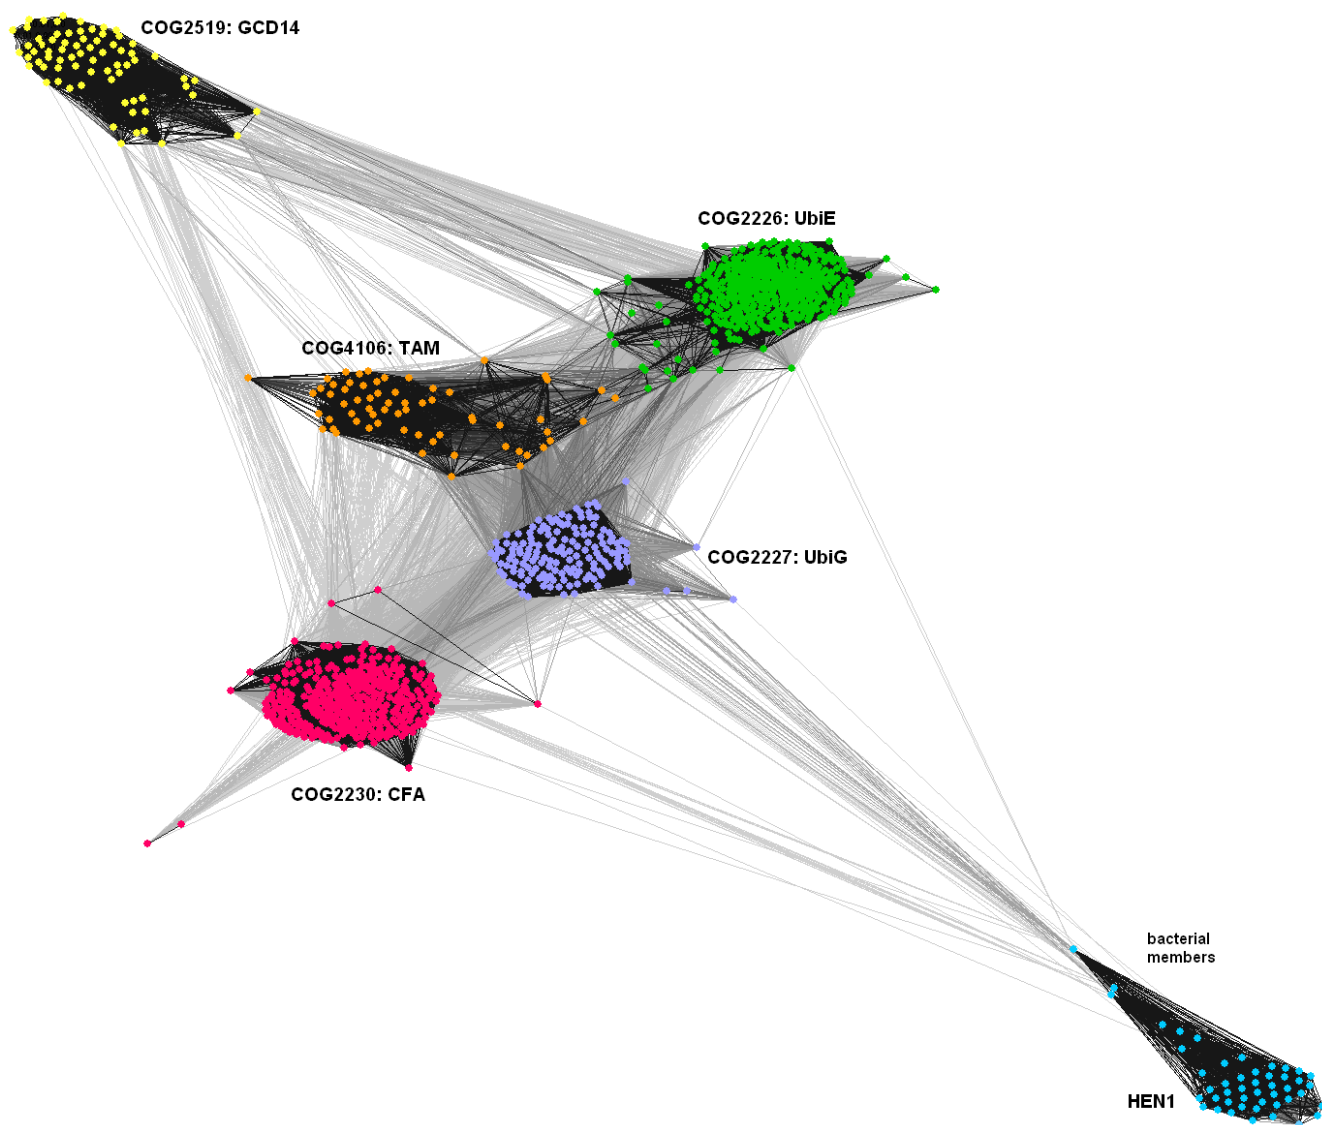 COG2519: GCD14
COG2226: UbiE
COG4106: TAM
COG2227: UbiG
COG2230: CFA
bacterial
members
HEN1